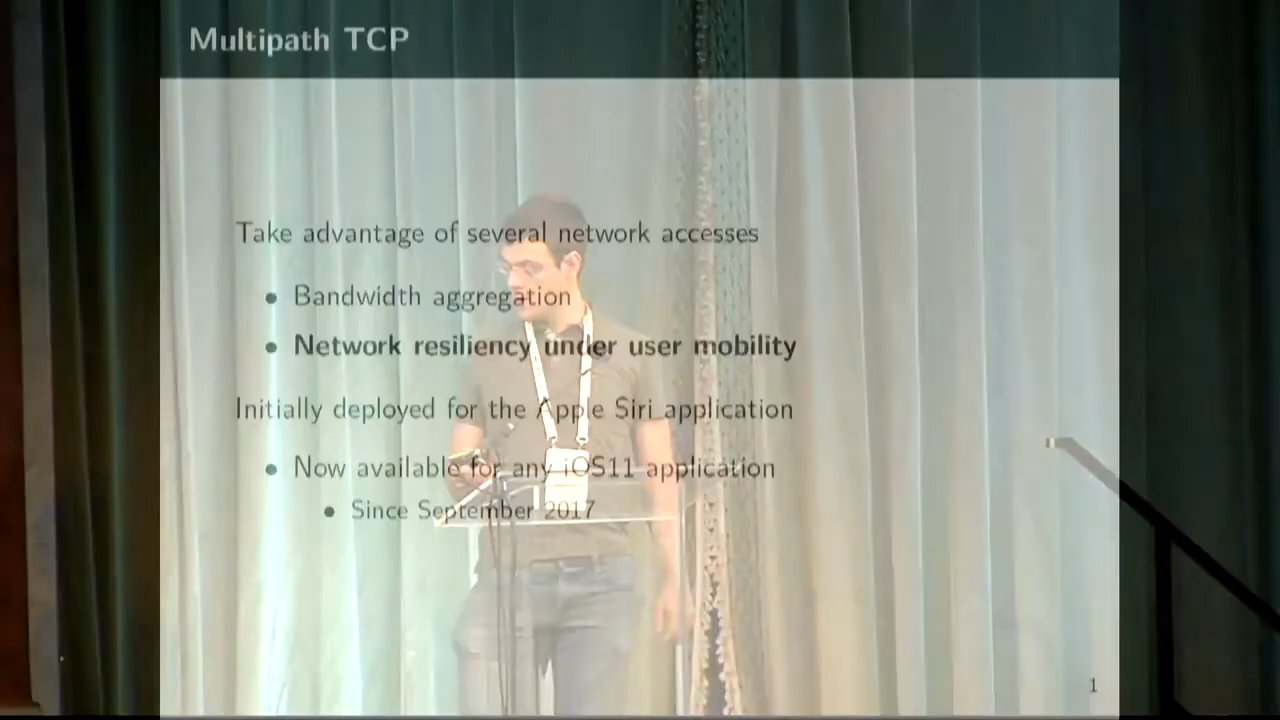 Multipath TCP
Take advantage of several network accesses
• Bandwidth aggregation
• Network resiliency under user mobility
Initially deployed for the Apple Siri application
• Now available for any iOS11 application
• Since September 2017
1